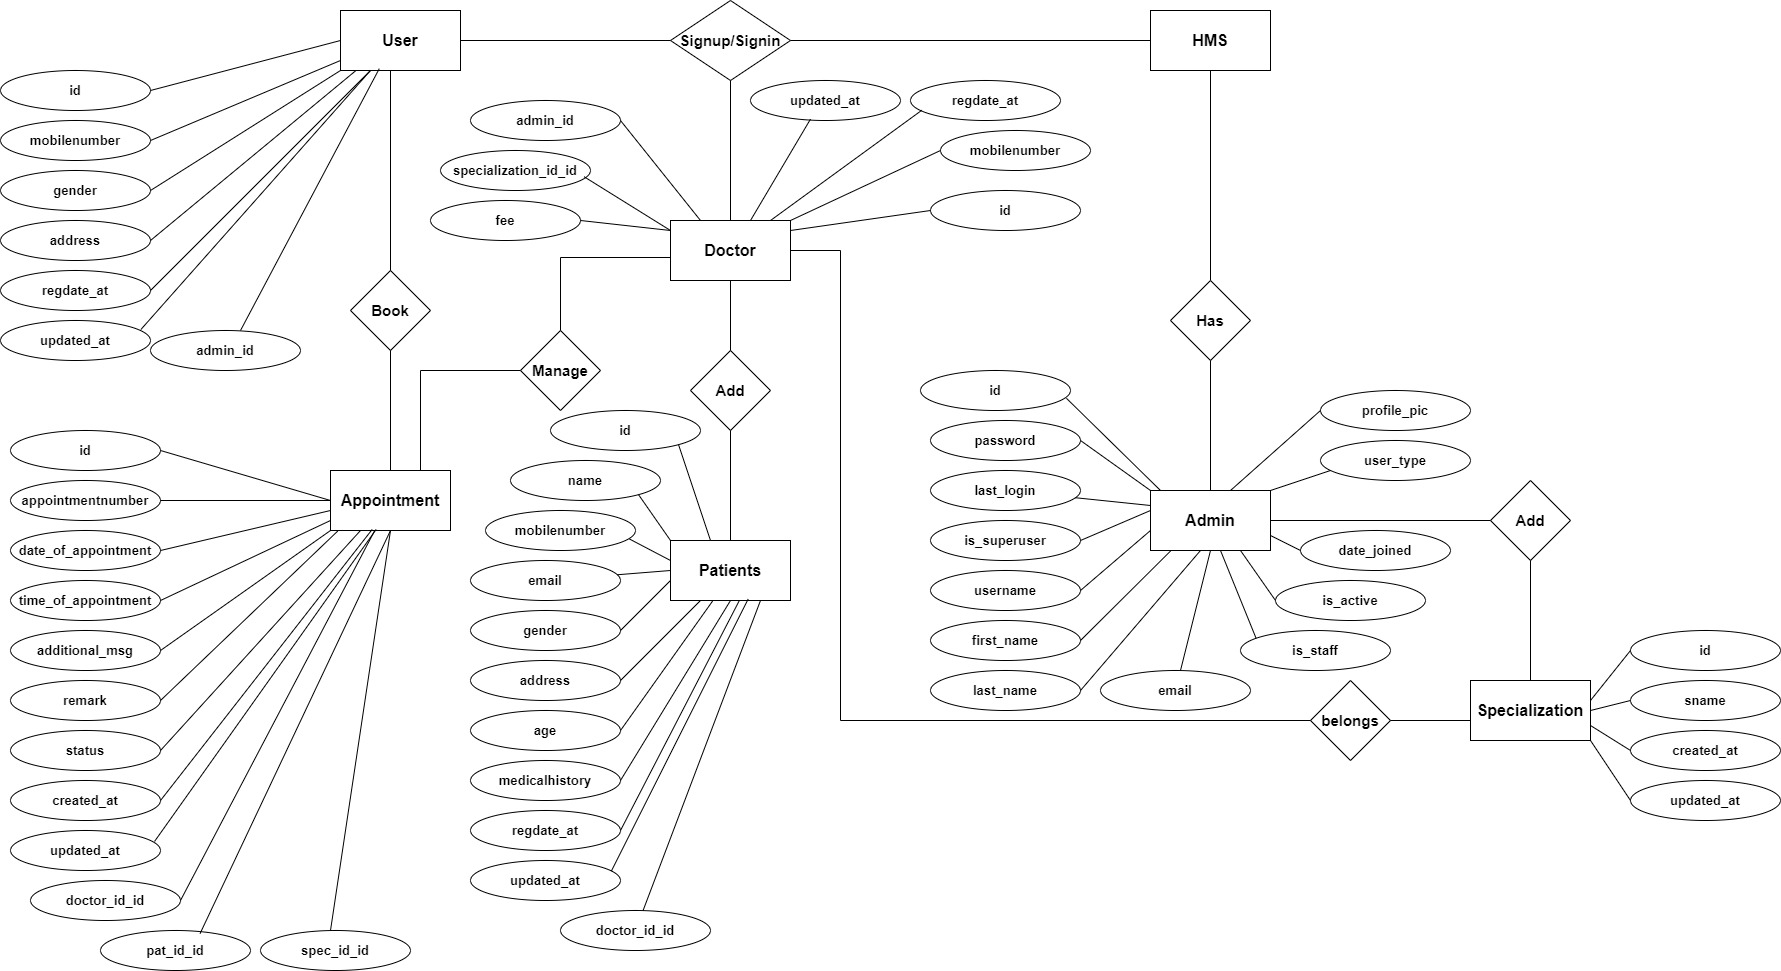 User
Signup/Signin
HMS
id
mobilenumber
gender
address
regdate_at
updated_at
admin_id
admin_id
specialization_id_id
fee
updated_at
regdate_at
mobilenumber
id
Doctor
Book
Manage
Add
Has
id
appointmentnumber
date_of_appointment
time_of_appointment
additional_msg
remark
status
created_at
updated_at
doctor_id_id
pat_id_id
spec_id_id
Appointment
id
name
mobilenumber
email
gender
address
age
medicalhistory
regdate_at
updated_at
doctor_id_id
Patients
id
password
last_login
is_superuser
username
first_name
last_name
email
is_staff
is_active
date_joined
user_type
profile_pic
Admin
Add
belongs
Specialization
id
sname
created_at
updated_at